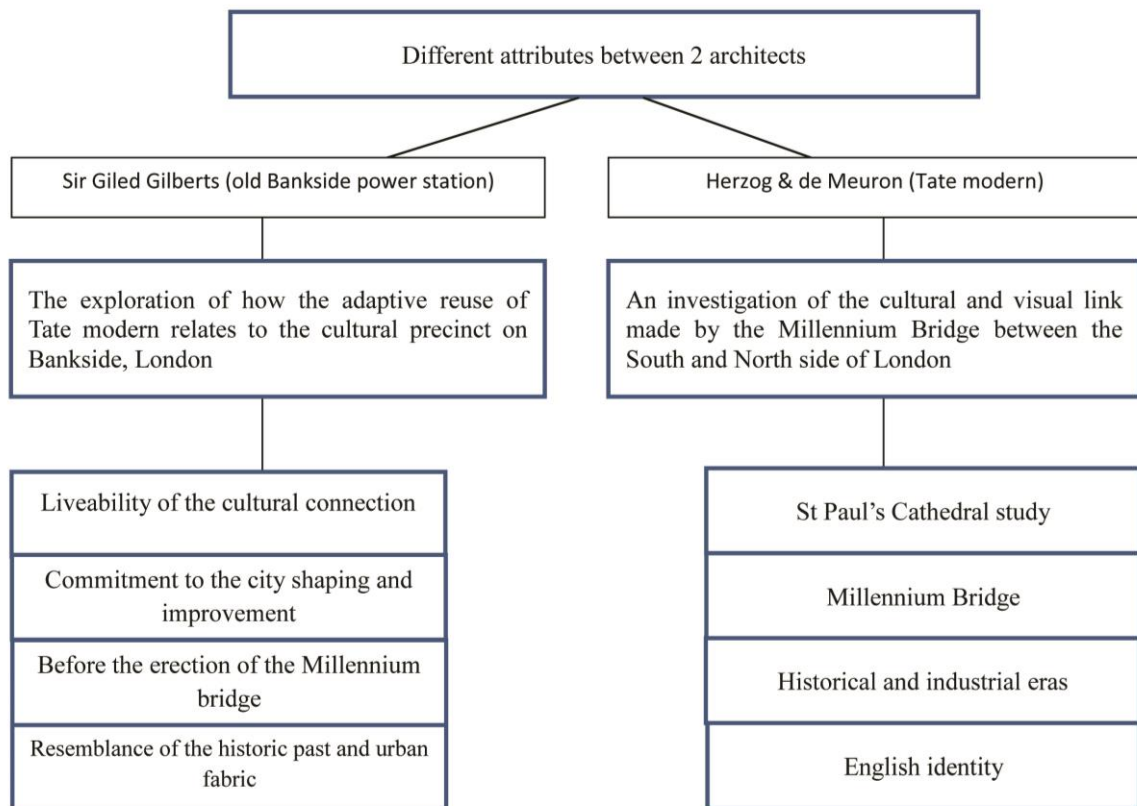 Different attributes between 2 architects
Sir Giled Gilberts (old Bankside power station)
Herzog & de Meuron (Tate modern)
The exploration of how the adaptive reuse of
Tate modern relates to the cultural precinct on
Bankside, London
An investigation of the cultural and visual link
made by the Millennium Bridge between the
South and North side of London
Liveability of the cultural connection
Commitment to the city shaping and
improvement
Before the erection of the Millennium
bridge
Resemblance of the historic past and urban
fabric
St Paul’s Cathedral study
Millennium Bridge
Historical and industrial eras
English identity